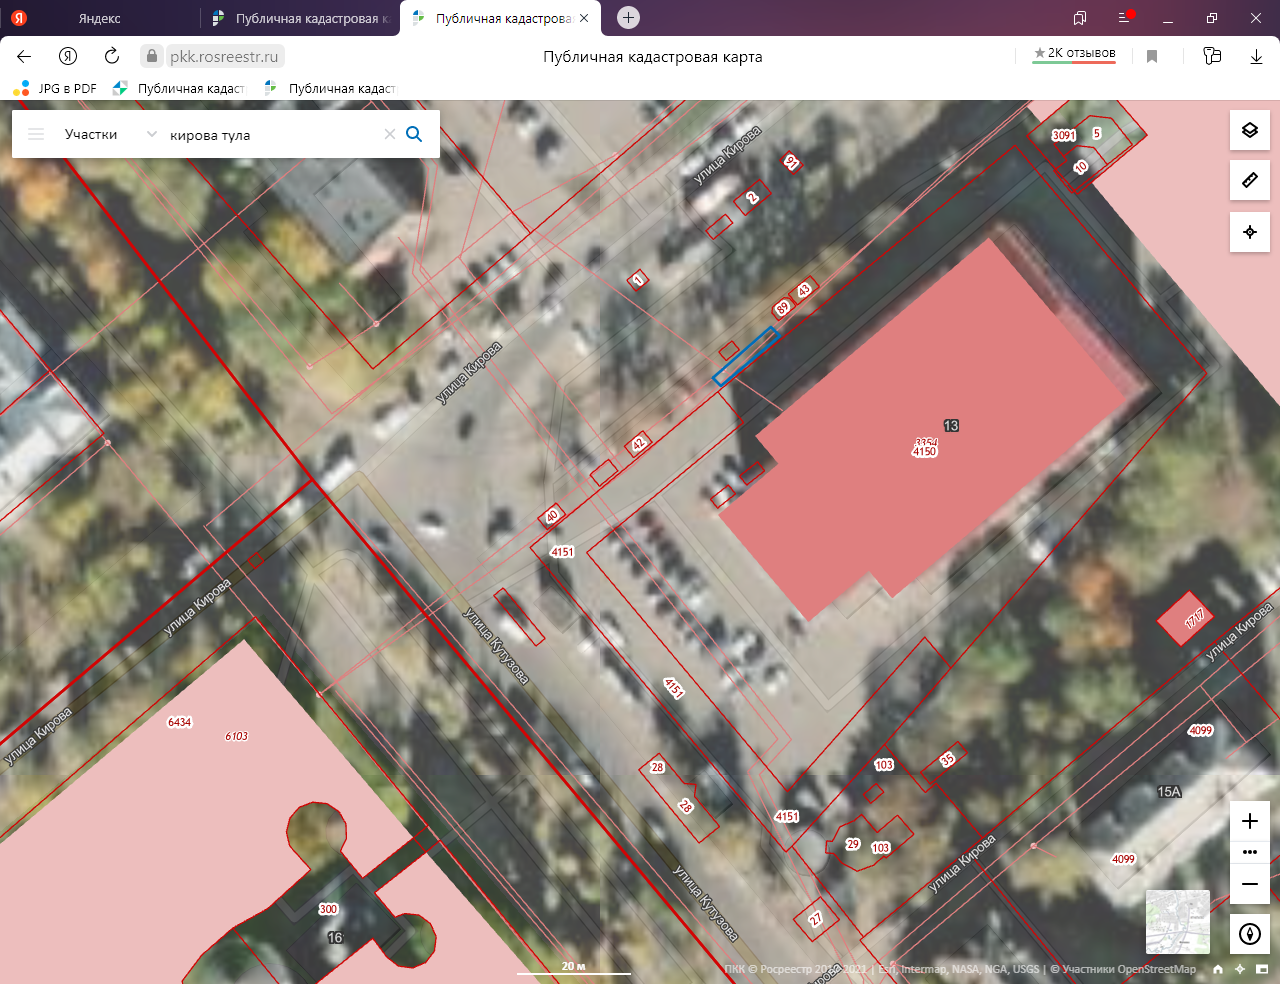 Яндекс
Публичная кадастровая к
Публичная кадастрова
pkk.rosreestr.ru
Публичная кадастровая карта
2К отзывов
JPG в PDF
Публичная кадаст
Публичная кадаст
Участки
кирова тула
улица Кирова
3091
5
10
91
2
1
89
43
улица Кирова
13
3354
4150
42
40
4151
улица Кирова
улица Кутузова
1717
улица Кирова
4151
6434
6103
улица Кирова
4099
28
28
103
35
15А
4151
29
103
4099
улица Кирова
300
16
улица Кутузова
27
20 м
ПКК © Росреестр 2010-2021 | Esri, Intermap, NASA, NGA, USGS | © Участники OpenStreetMap
Кирова